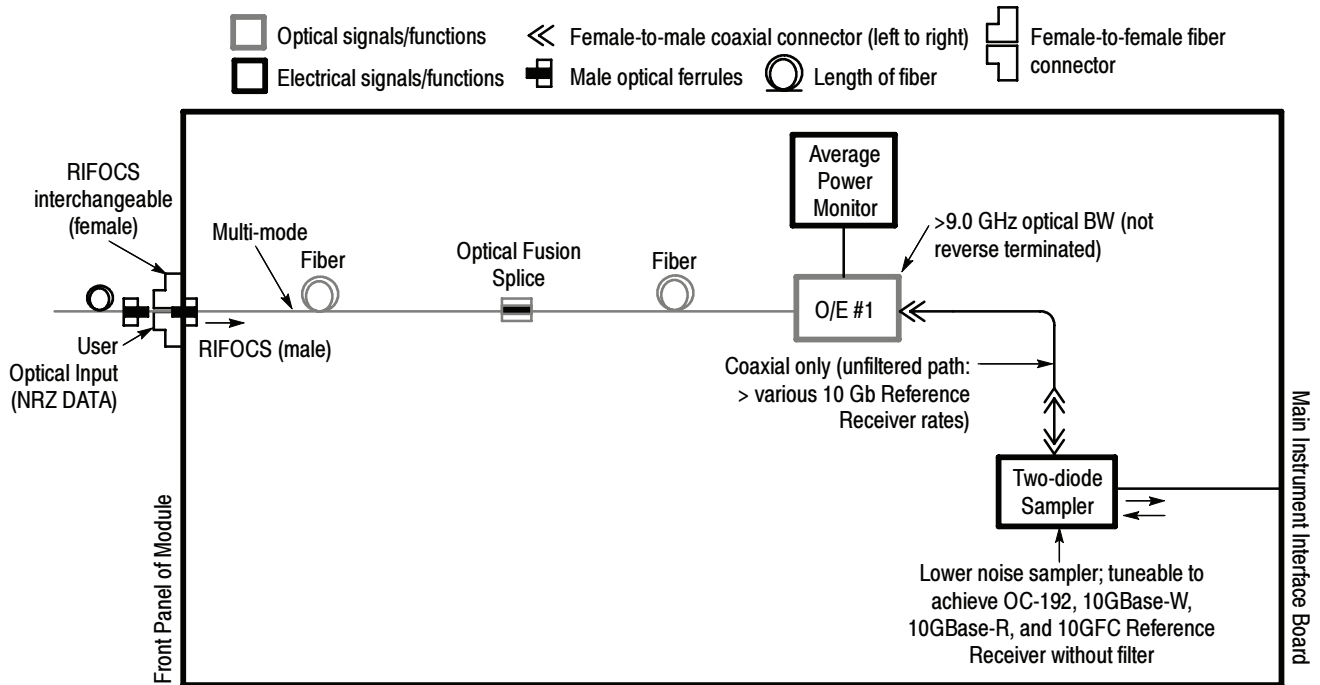 Optical signals/functions
Female-to-male coaxial connector (left to right)
Female-to-female fiber
connector
Electrical signals/functions
Male optical ferrules
Length of fiber
RIFOCS
interchangeable
(female)
Multi-mode
Fiber
Optical Fusion
Splice
Fiber
Average
Power
Monitor
>9.0 GHz optical BW (not
reverse terminated)
O/E #1
User
Optical Input
(NRZ DATA)
RIFOCS (male)
Coaxial only (unfiltered path:
> various 10 Gb Reference
Receiver rates)
Two-diode
Sampler
Lower noise sampler; tuneable to
achieve OC-192, 10GBase-W,
10GBase-R, and 10GFC Reference
Receiver without filter
Front Panel of Module
Main Instrument Interface Board